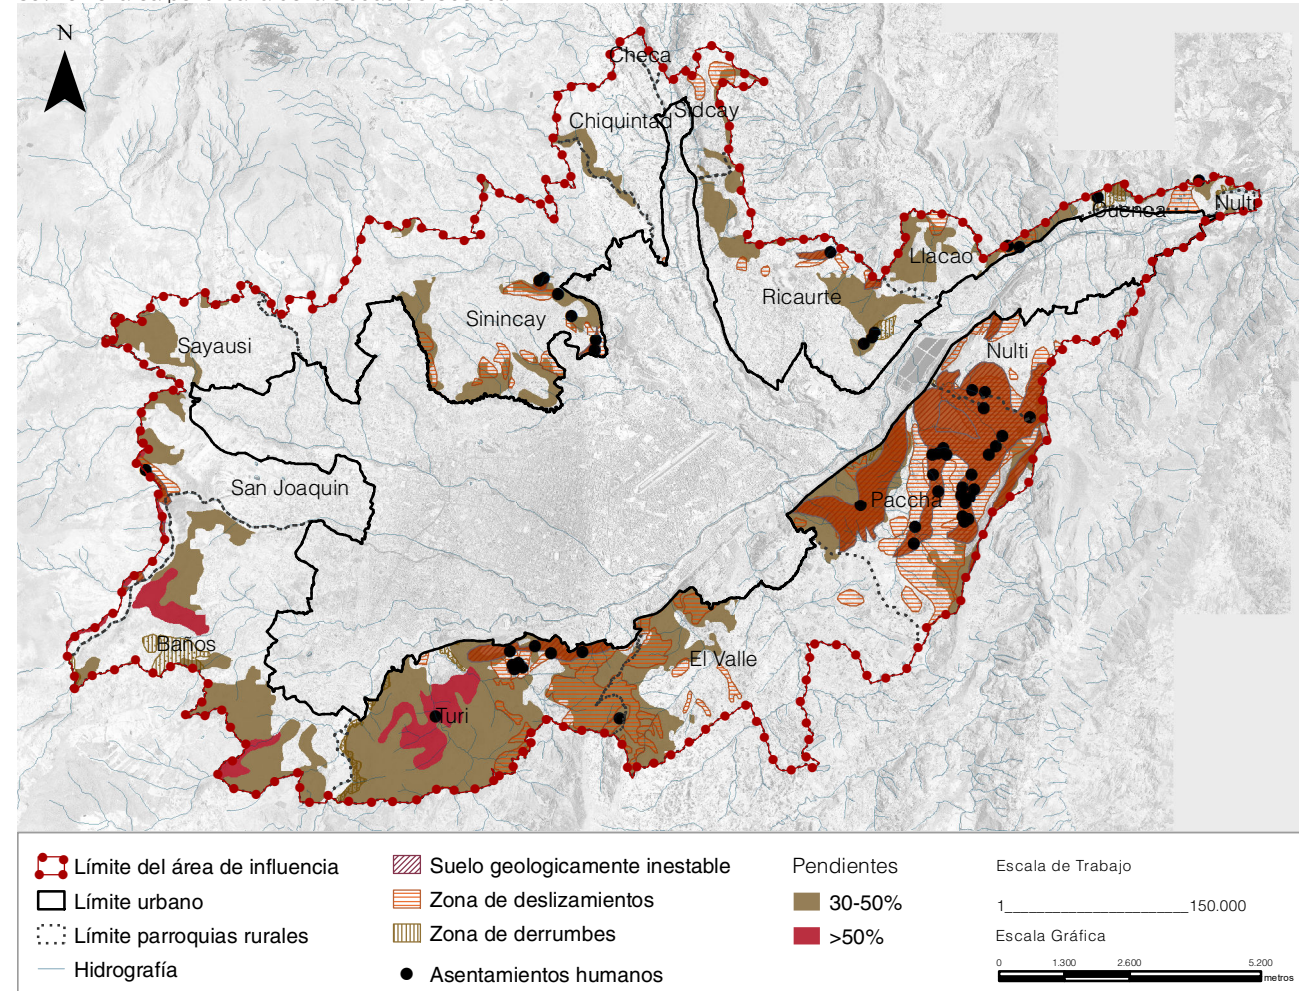 N
Checa
Sidcay
Chiquintad
Cuenca
Nulti
Llacao
Ricaurte
Sinincay
Sayausi
Nulti
San Joaquin
Paccha
Baños
El Valle
Turi
Límite del área de influencia
Límite urbano
Límite parroquias rurales
Hidrografía
Suelo geologicamente inestable
Zona de deslizamientos
Zona de derrumbes
Asentamientos humanos
Pendientes
30-50%
>50%
Escala de Trabajo
1________________________150.000
Escala Gráfica
0 1.300 2.600 5.200
metros